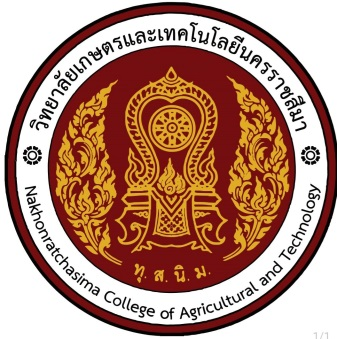 วิทยาลัยเกษตรและเทคโนโลยีนครราชสีมา
ทุ. ส. นิ. ม.
Nakhonratchasima College of Agricultural and Technology
1/1